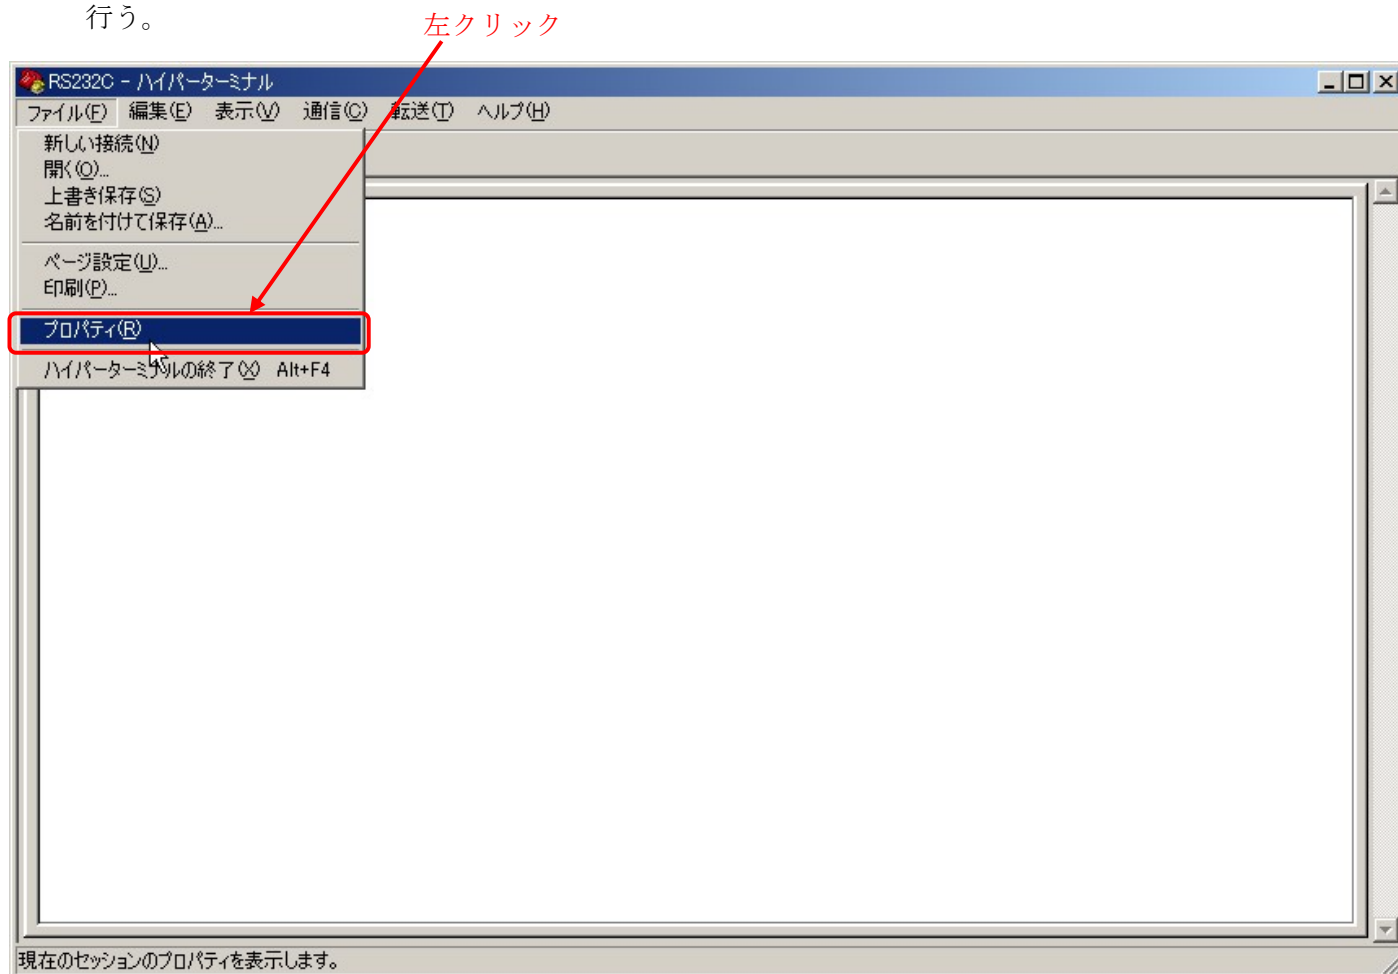 行う。
左クリック
RS232C - ハイパーターミナル
ファイル(F) 編集(E) 表示(V) 通信(C) 転送(T) ヘルプ(H)
新しい接続(N)
開く(O)...
上書き保存(S)
名前を付けて保存(A)...
ページ設定(U)...
印刷(P)...
プロパティ(R)
ハイパーターミナルの終了(X) Alt+F4
現在のセッションのプロパティを表示します。